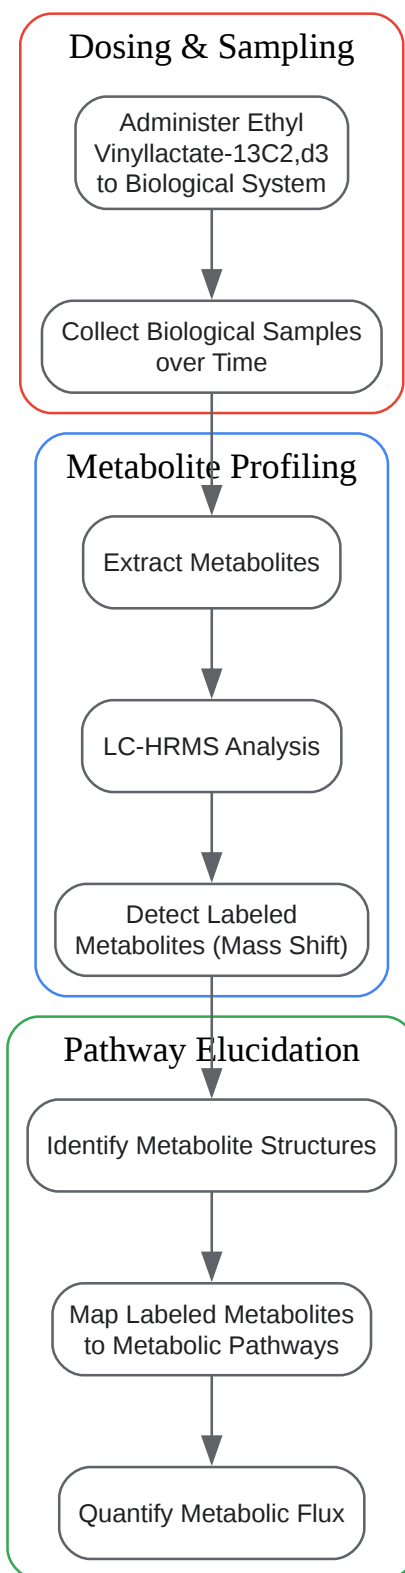 Dosing & Sampling
Administer Ethyl
Vinyllactate-13C2,d3
to Biological System
Collect Biological Samples
over Time
Metabolite Profiling
Extract Metabolites
LC-HRMS Analysis
Detect Labeled
Metabolites (Mass Shift)
Pathway Elucidation
Identify Metabolite Structures
Map Labeled Metabolites
to Metabolic Pathways
Quantify Metabolic Flux